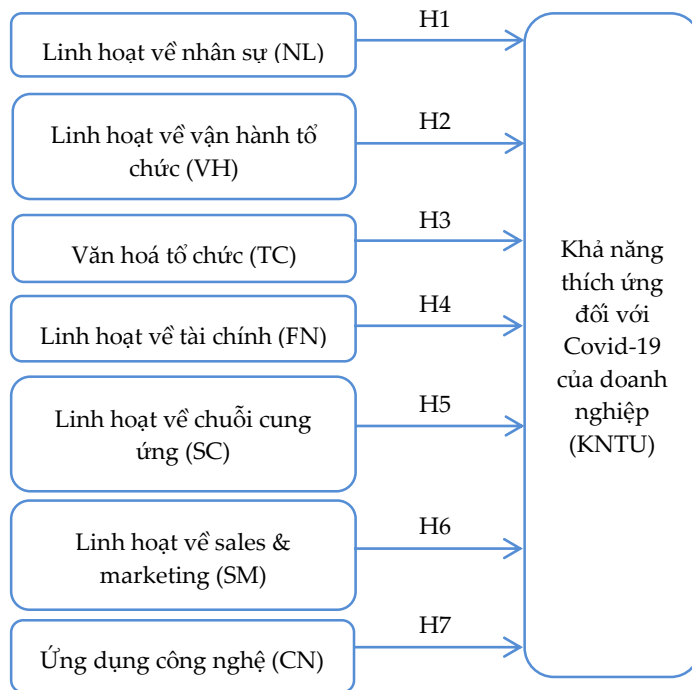 H1
Linh hoạt về nhân sự (NL)
H2
Linh hoạt về vận hành tổ
chức (VH)
H3
Văn hoá tổ chức (TC)
H4
Linh hoạt về tài chính (FN)
H5
Linh hoạt về chuỗi cung
ứng (SC)
H6
Linh hoạt về sales &
marketing (SM)
H7
Ứng dụng công nghệ (CN)
Khả năng
thích ứng
đối với
Covid-19
của doanh
nghiệp
(KNTU)